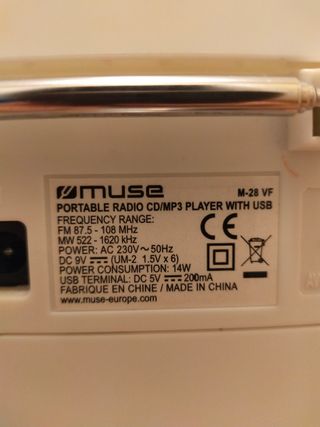 muse M-28 VF
PORTABLE RADIO CD/MP3 PLAYER WITH USB
FREQUENCY RANGE:
FM 87.5 - 108 MHz
MW 522 - 1620 kHz
POWER: AC 230V~50Hz
DC 9V ⎓ (UM-2 1.5V x 6)
POWER CONSUMPTION: 14W
USB TERMINAL: DC 5V ⎓ 200mA
FABRIQUE EN CHINE / MADE IN CHINA
www.muse-europe.com
CE